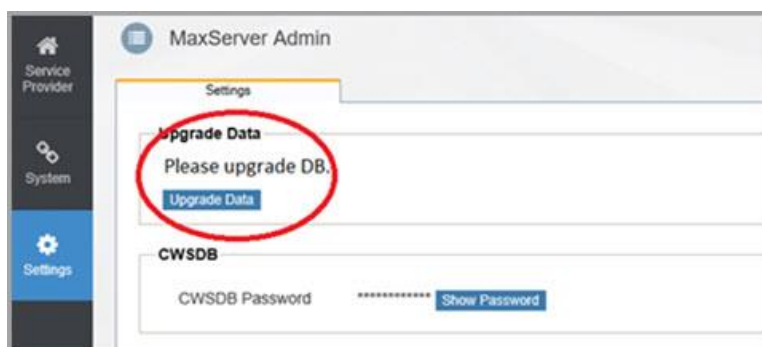 MaxServer Admin
Service
Provider
System
Settings
Settings
Upgrade Data
Please upgrade DB.
Upgrade Data
CWSDB
CWSDB Password ************ Show Password